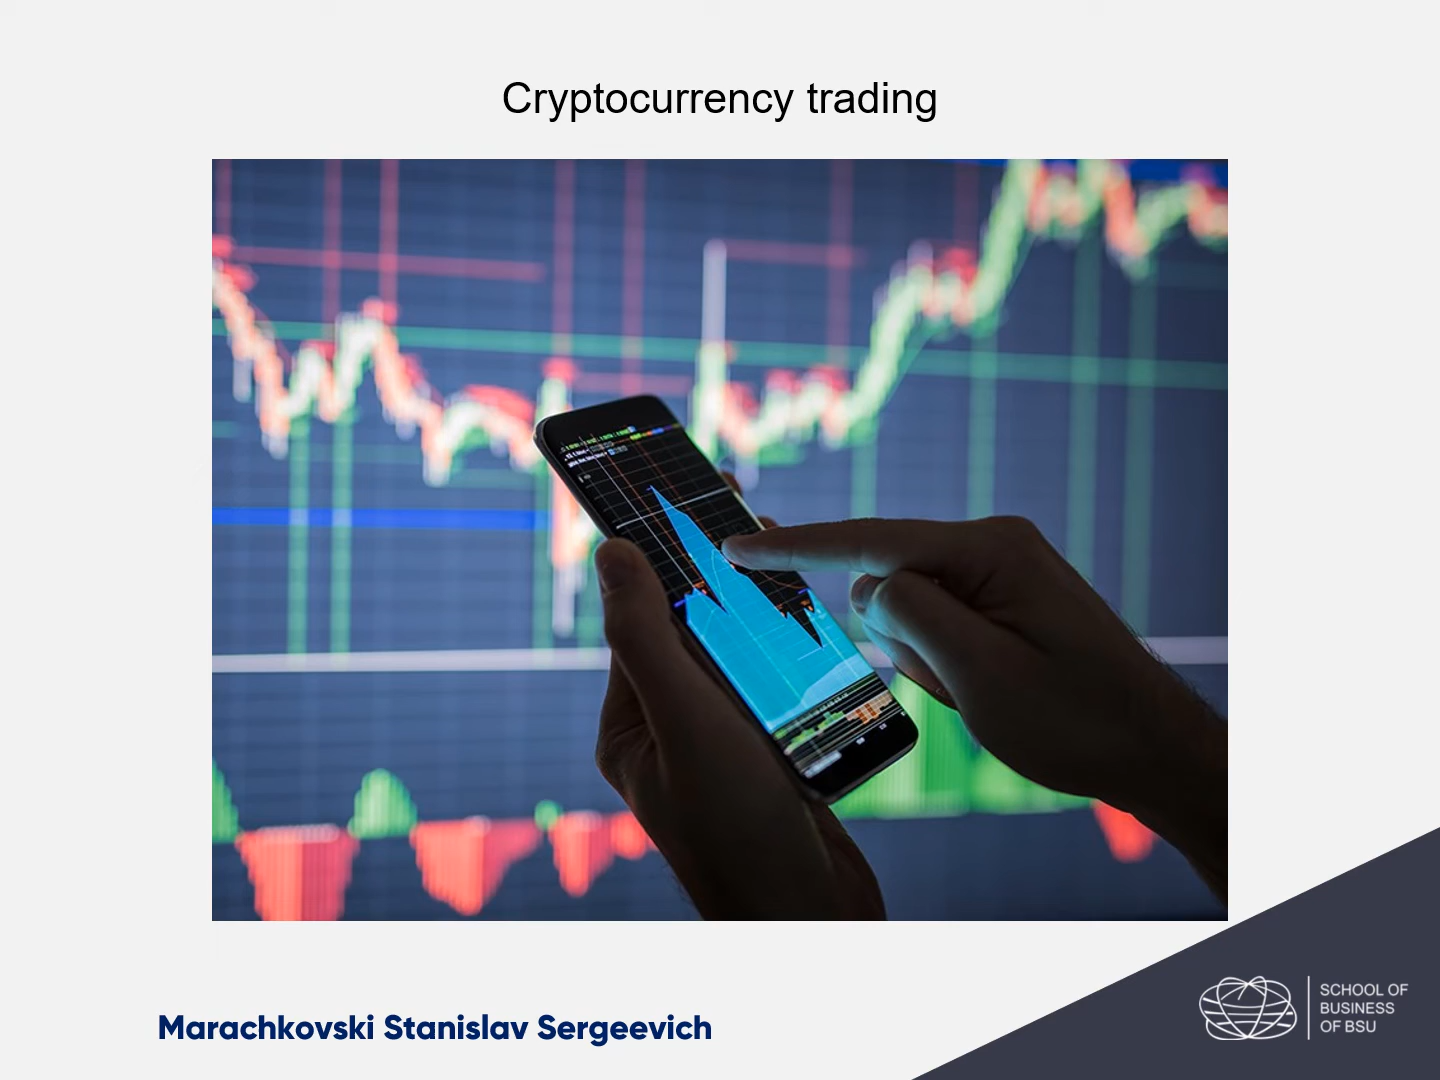 Cryptocurrency trading
Marachkovski Stanislav Sergeevich
SCHOOL OF
BUSINESS
OF BSU